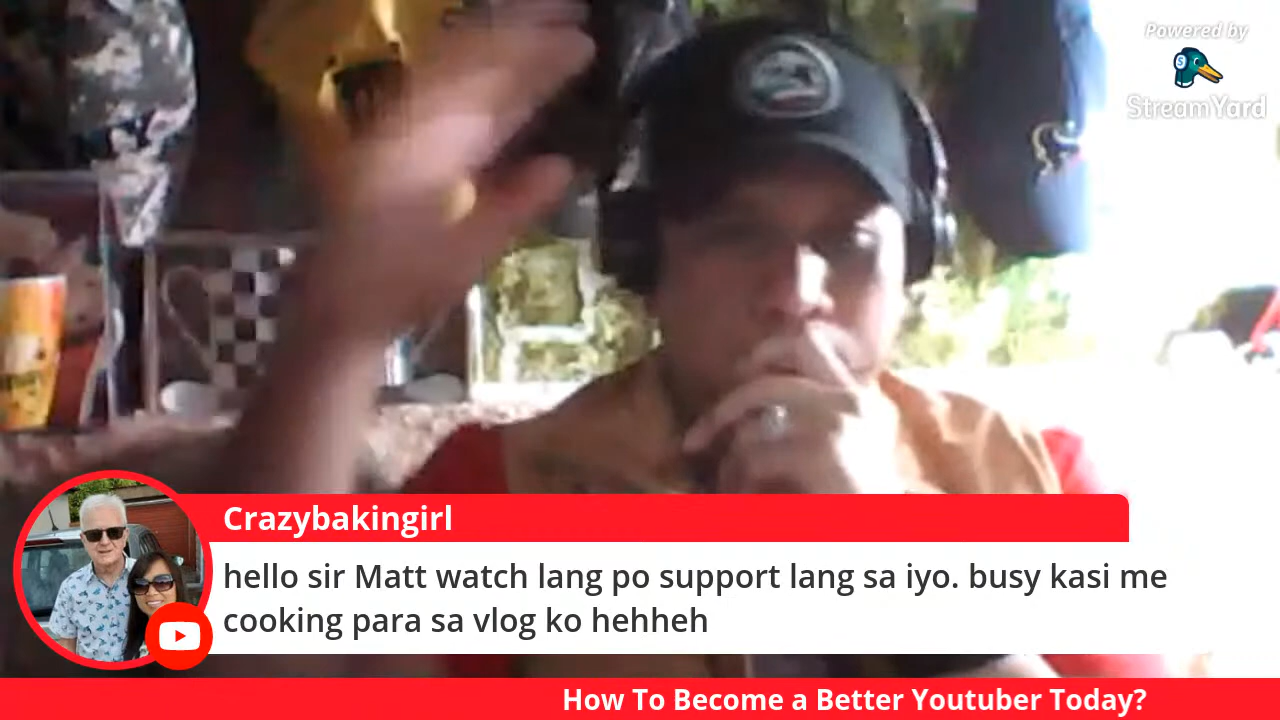 Powered by
StreamYard
Crazybakingirl
hello sir Matt watch lang po support lang sa iyo. busy kasi me
cooking para sa vlog ko hehheh
How To Become a Better Youtuber Today?